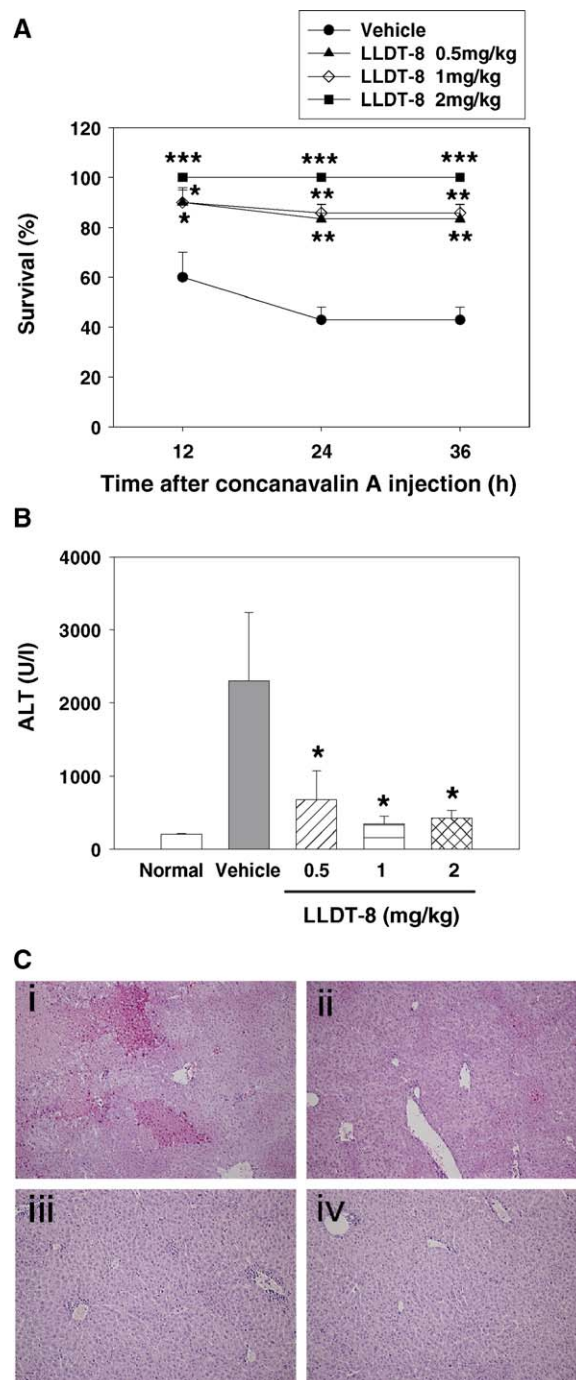 A
Vehicle
LLDT-8 0.5mg/kg
LLDT-8 1mg/kg
LLDT-8 2mg/kg
120
100
80
60
40
20
0
Survival (%)
*** *** ***
* ** **
* ** **
12 24 36
Time after concanavalin A injection (h)
B
4000
3000
2000
1000
0
ALT (U/l)
* * *
Normal Vehicle 0.5 1 2
LLDT-8 (mg/kg)
C
i ii
iii iv